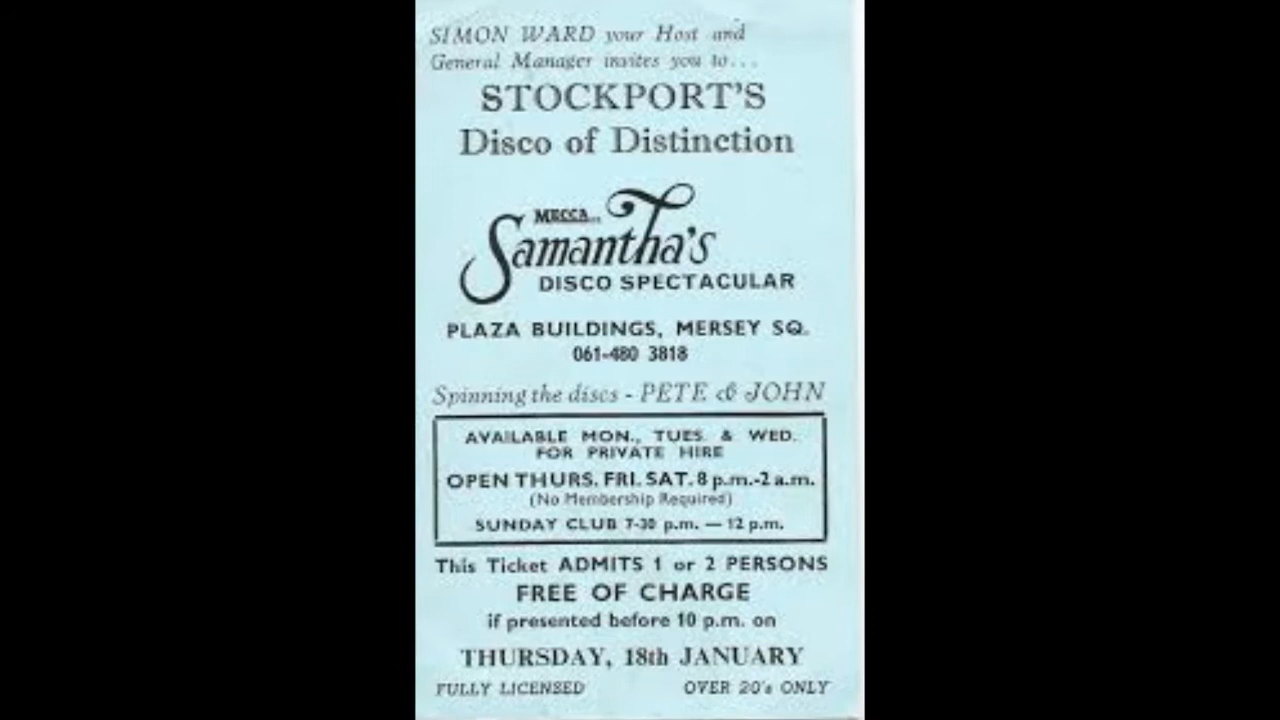 SIMON WARD your Host and
General Manager invites you to...
STOCKPORT'S
Disco of Distinction
MECCA
Samantha's
DISCO SPECTACULAR
PLAZA BUILDINGS, MERSEY SQ.
061-480 3818
Spinning the discs - PETE & JOHN
AVAILABLE MON., TUES. & WED.
FOR PRIVATE HIRE
OPEN THURS. FRI. SAT. 8 p.m.-2 a.m.
(No Membership Required)
SUNDAY CLUB 7-30 p.m. — 12 p.m.
This Ticket ADMITS 1 or 2 PERSONS
FREE OF CHARGE
if presented before 10 p.m. on
THURSDAY, 18th JANUARY
FULLY LICENSED OVER 20's ONLY